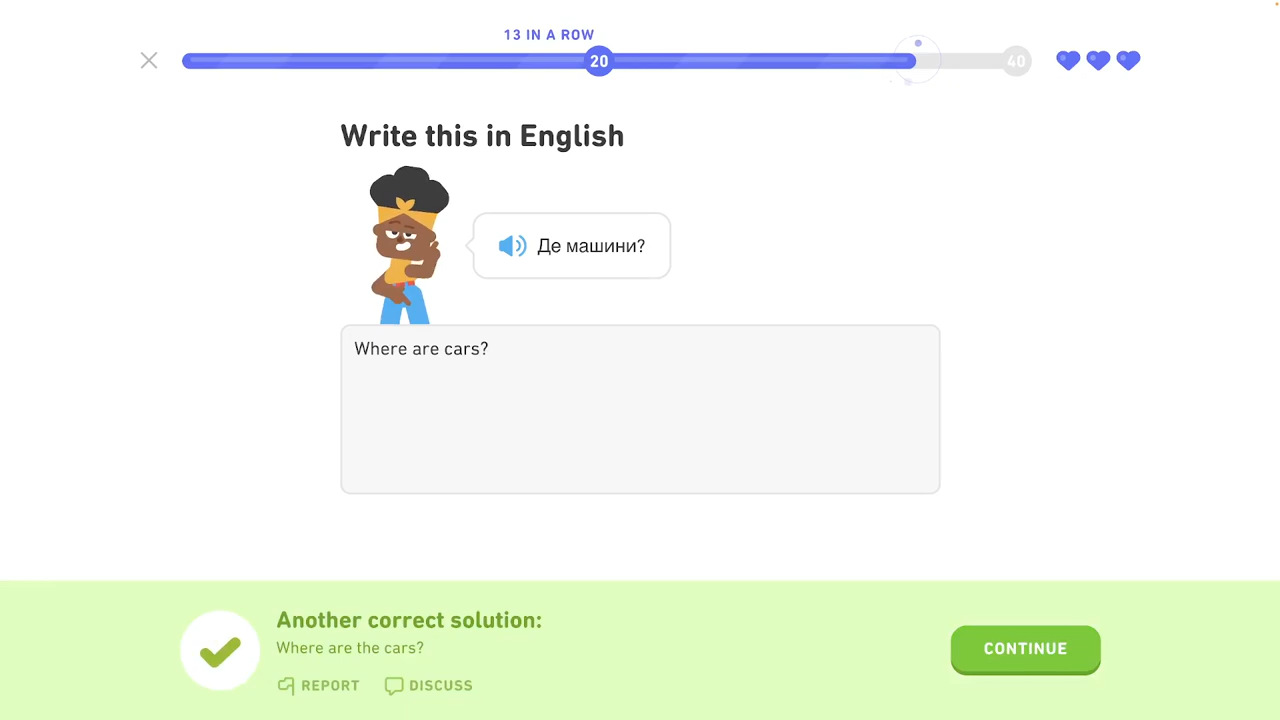 13 IN A ROW
20
40
Write this in English
Де машини?
Where are cars?
Another correct solution:
Where are the cars?
REPORT
DISCUSS
CONTINUE